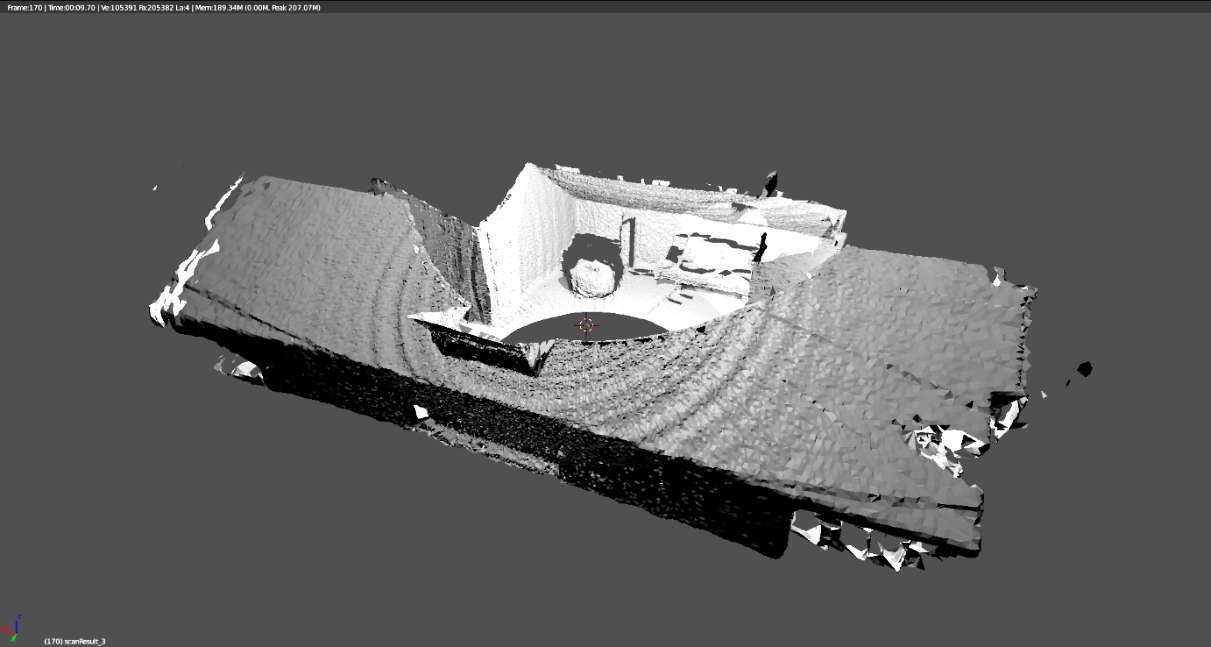 Frame:170 | Time:00:09.70 | Ve:105391 Fa:205382 La:4 | Mem:189.34M (0.00M, Peak 207.07M)
(170) scanResult_3